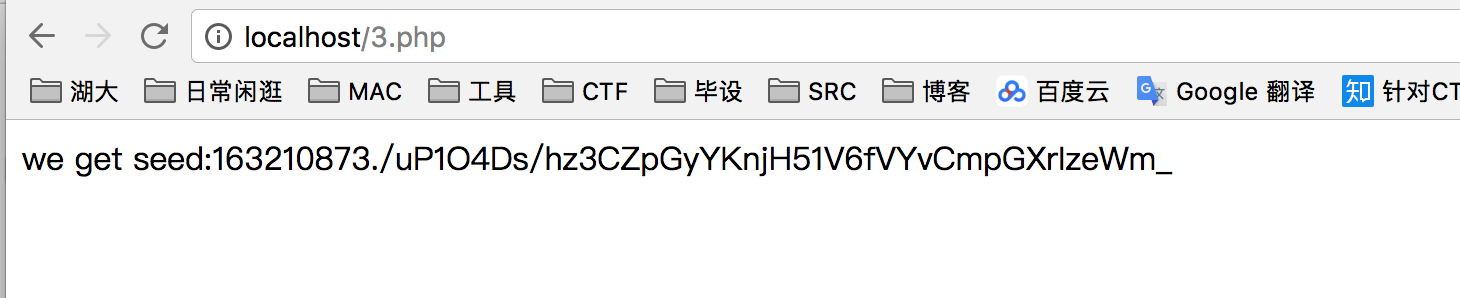 localhost/3.php
湖大 日常闲逛 MAC 工具 CTF 毕设 SRC 博客 百度云 Google 翻译 知 针对CT
we get seed:163210873./uP1O4Ds/hz3CZpGyYKnjH51V6fVYvCmpGXrIzeWm_